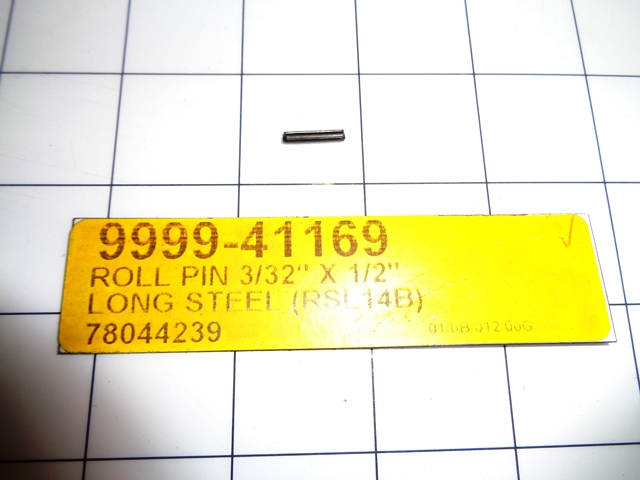 9999-41169
ROLL PIN 3/32" X 1/2"
LONG STEEL (RSL14B)
78044239